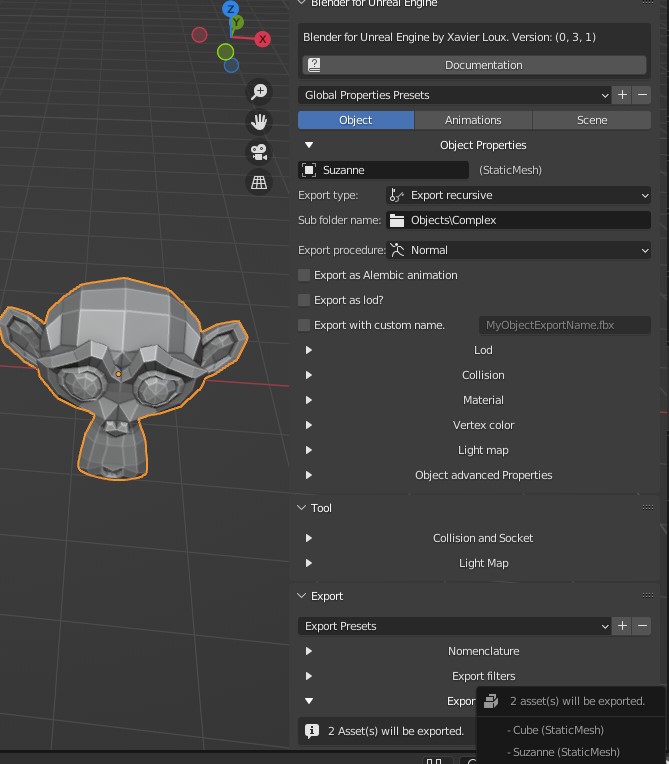 Blender for Unreal Engine
Z
Y
X
Blender for Unreal Engine by Xavier Loux. Version: (0, 3, 1)
Documentation
Global Properties Presets
Object Animations Scene
Object Properties
Suzanne (StaticMesh)
Export type: Export recursive
Sub folder name: Objects\Complex
Export procedure: Normal
Export as Alembic animation
Export as lod?
Export with custom name. MyObjectExportName.fbx
Lod
Collision
Material
Vertex color
Light map
Object advanced Properties
Tool
Collision and Socket
Light Map
Export
Export Presets
Nomenclature
Export filters
Expor
2 asset(s) will be exported.
2 Asset(s) will be exported.
- Cube (StaticMesh)
- Suzanne (StaticMesh)